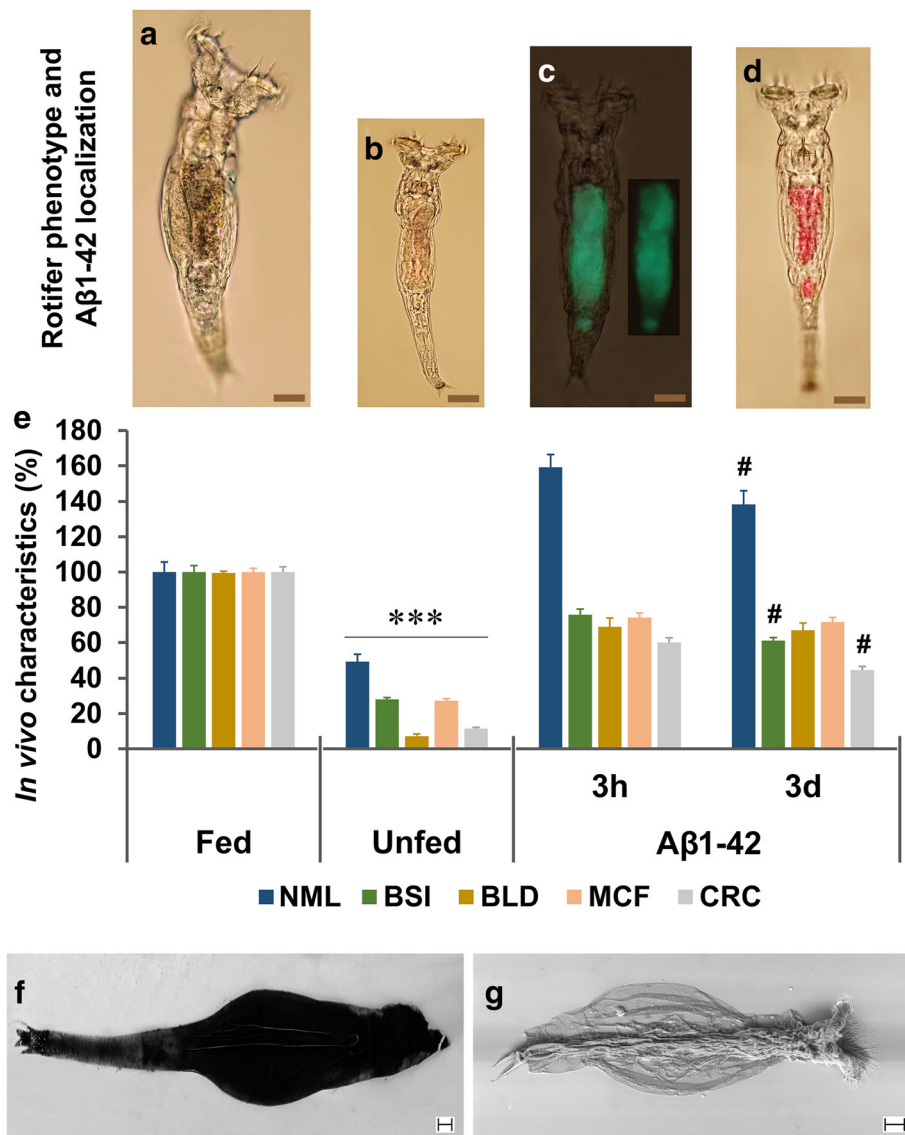 Rotifer phenotype and
Aβ1-42 localization
a
b
c
d
e
In vivo characteristics (%)
180
160
140
120
100
80
60
40
20
0
***
#
#
#
3h
3d
Fed
Unfed
Aβ1-42
NML
BSI
BLD
MCF
CRC
f
g